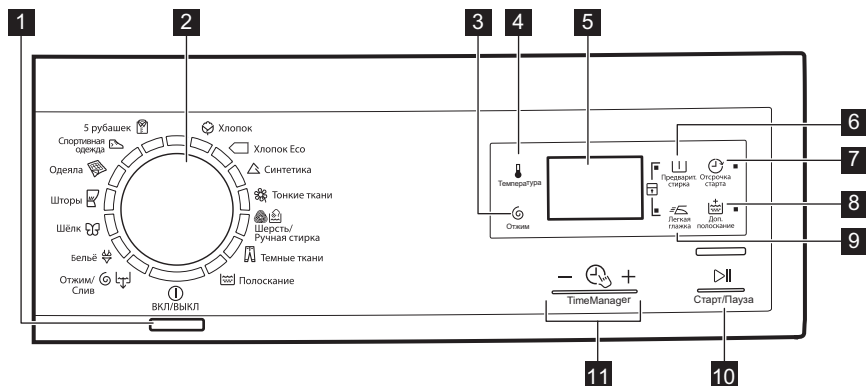 1
2
3
4
5
6
7
8
9
10
11
5 рубашек
Спортивная
одежда
Одеяла
Шторы
Шёлк
Бельё
Отжим/
Слив
Хлопок
Хлопок Eco
Синтетика
Тонкие ткани
Шерсть/
Ручная стирка
Темные ткани
Полоскание
ВКЛ/ВЫКЛ
Температура
Отжим
Предварит.
стирка
Отсрочка
старта
Легкая
глажка
Доп.
полоскание
TimeManager
Старт/Пауза